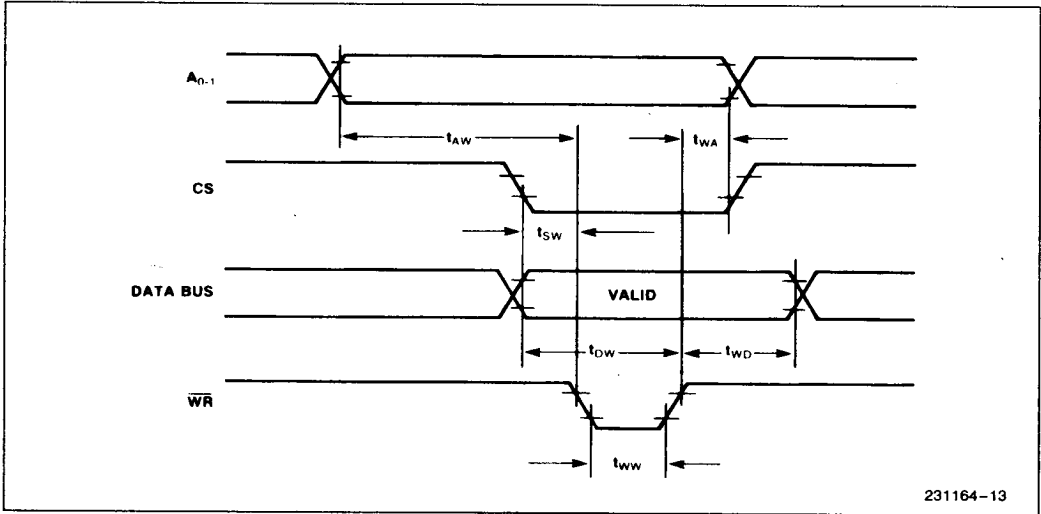 A0-1
tAW
tWA
CS
tSW
DATA BUS
VALID
tDW
tWD
WR
tWW
231164-13